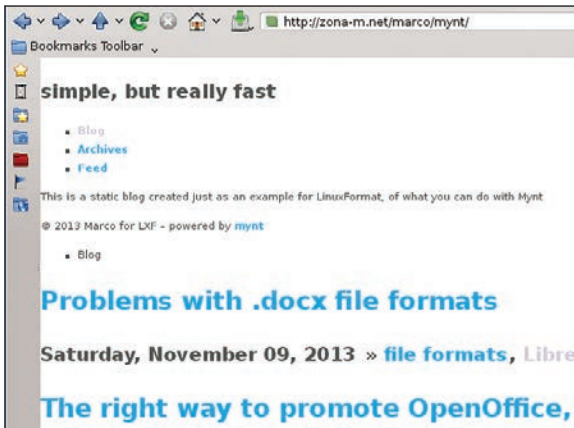 http://zona-m.net/marco/mynt/
Bookmarks Toolbar
simple, but really fast
Blog
Archives
Feed
This is a static blog created just as an example for LinuxFormat, of what you can do with Mynt
© 2013 Marco for LXF – powered by mynt
Blog
Problems with .docx file formats
Saturday, November 09, 2013 » file formats, Libre
The right way to promote OpenOffice,